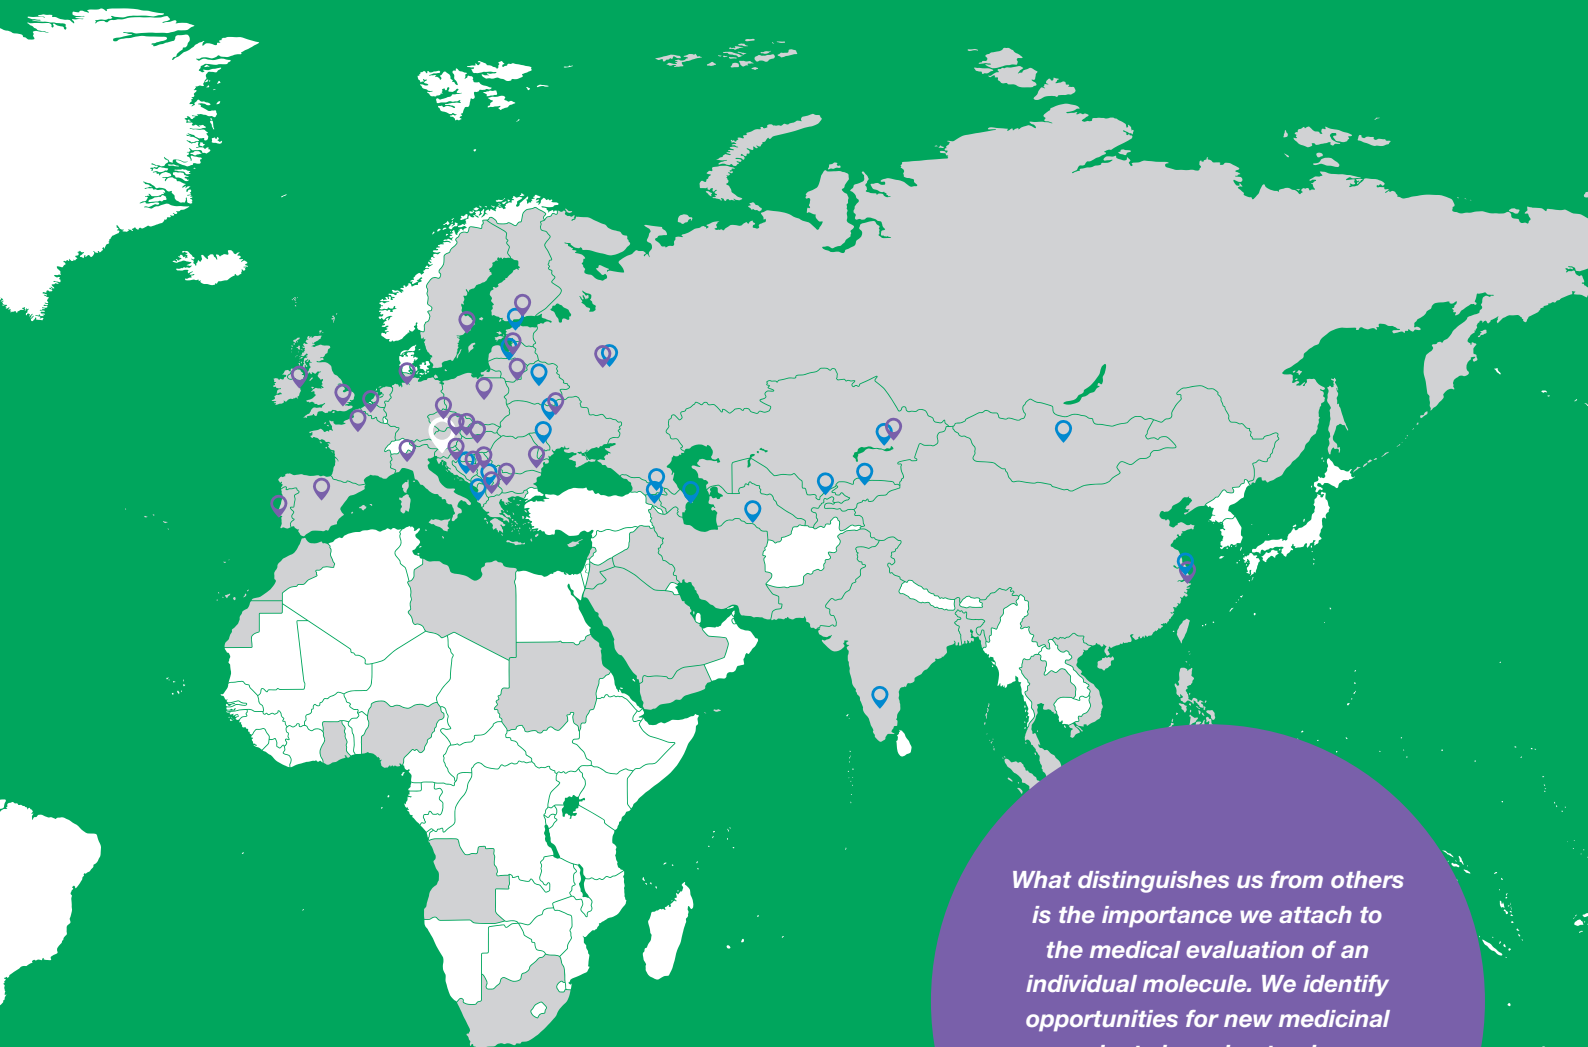 What distinguishes us from others
is the importance we attach to
the medical evaluation of an
individual molecule. We identify
opportunities for new medicinal